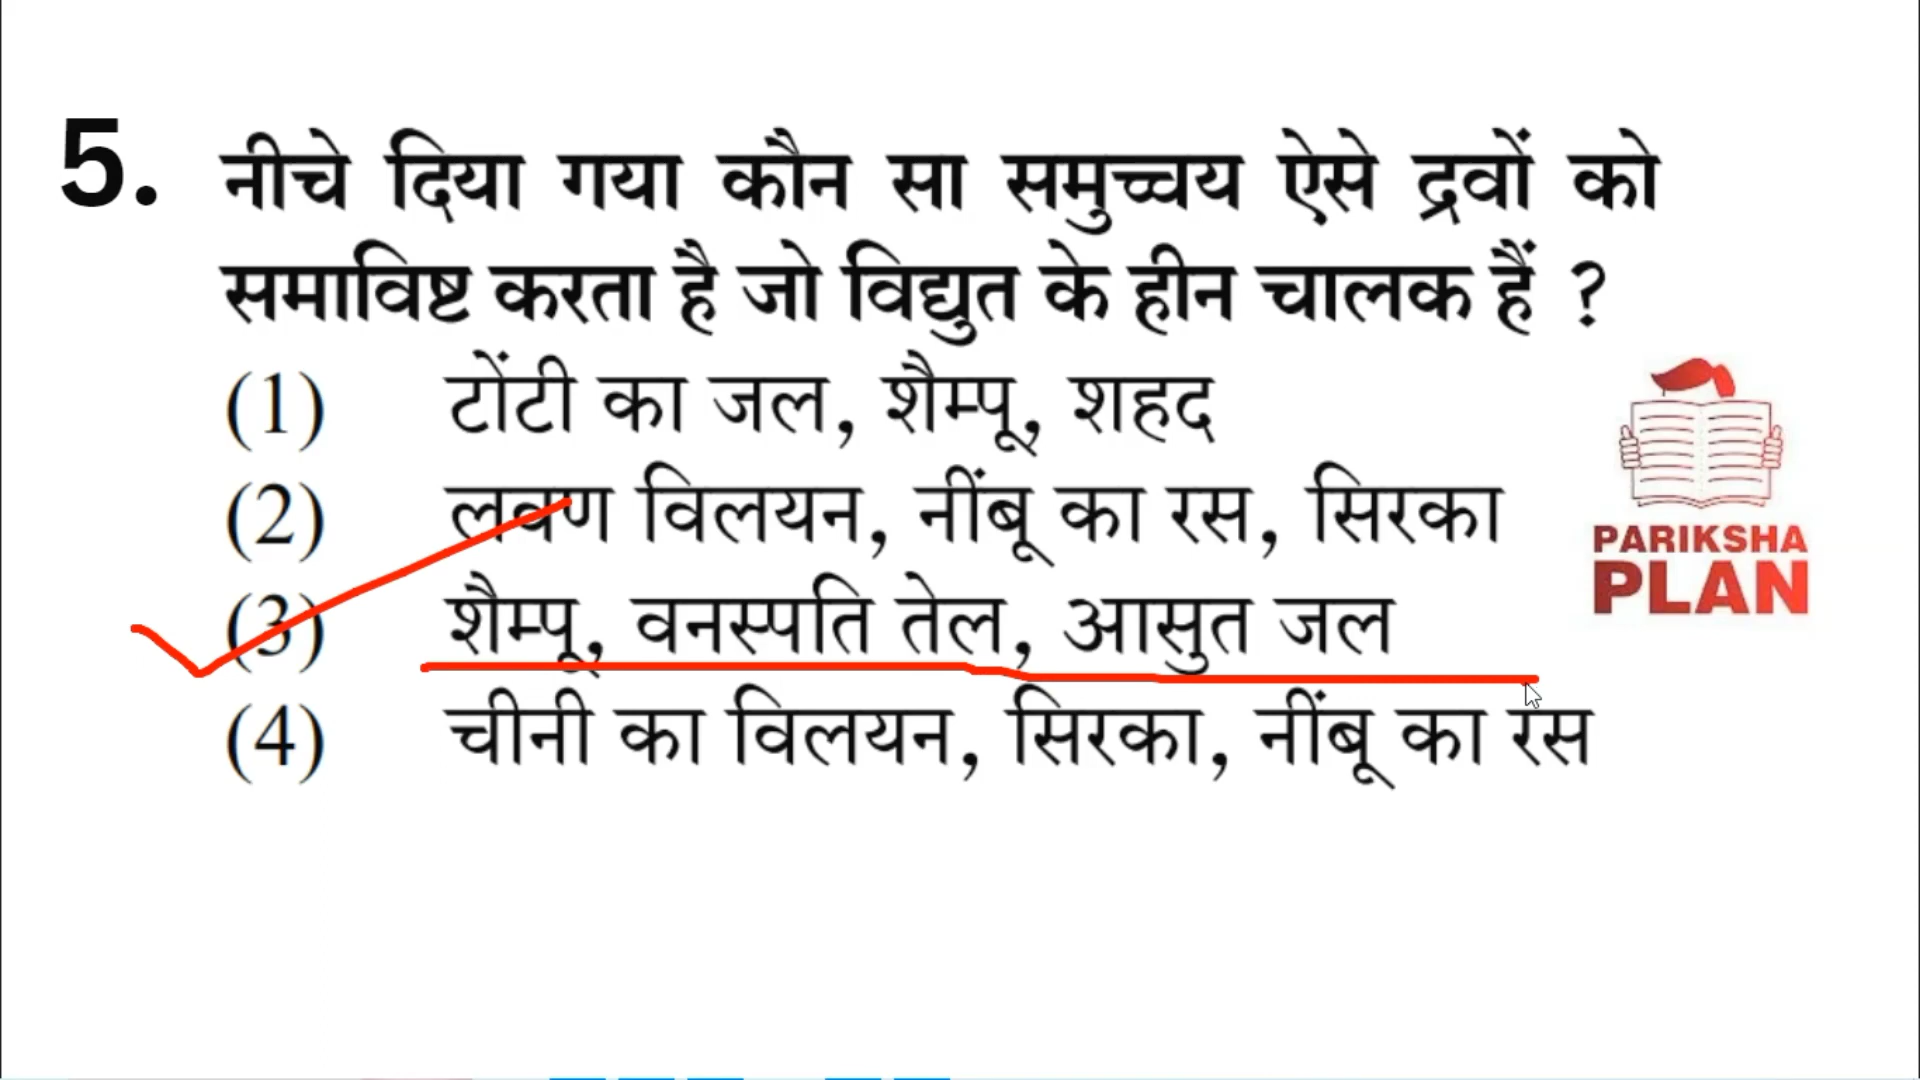 5. नीचे दिया गया कौन सा समुच्चय ऐसे द्रवों को
समाविष्ट करता है जो विद्युत के हीन चालक हैं ?
(1) टोंटी का जल, शैम्पू, शहद
(2) लवण विलयन, नींबू का रस, सिरका
(3) शैम्पू, वनस्पति तेल, आसुत जल
(4) चीनी का विलयन, सिरका, नींबू का रस
PARIKSHA
PLAN